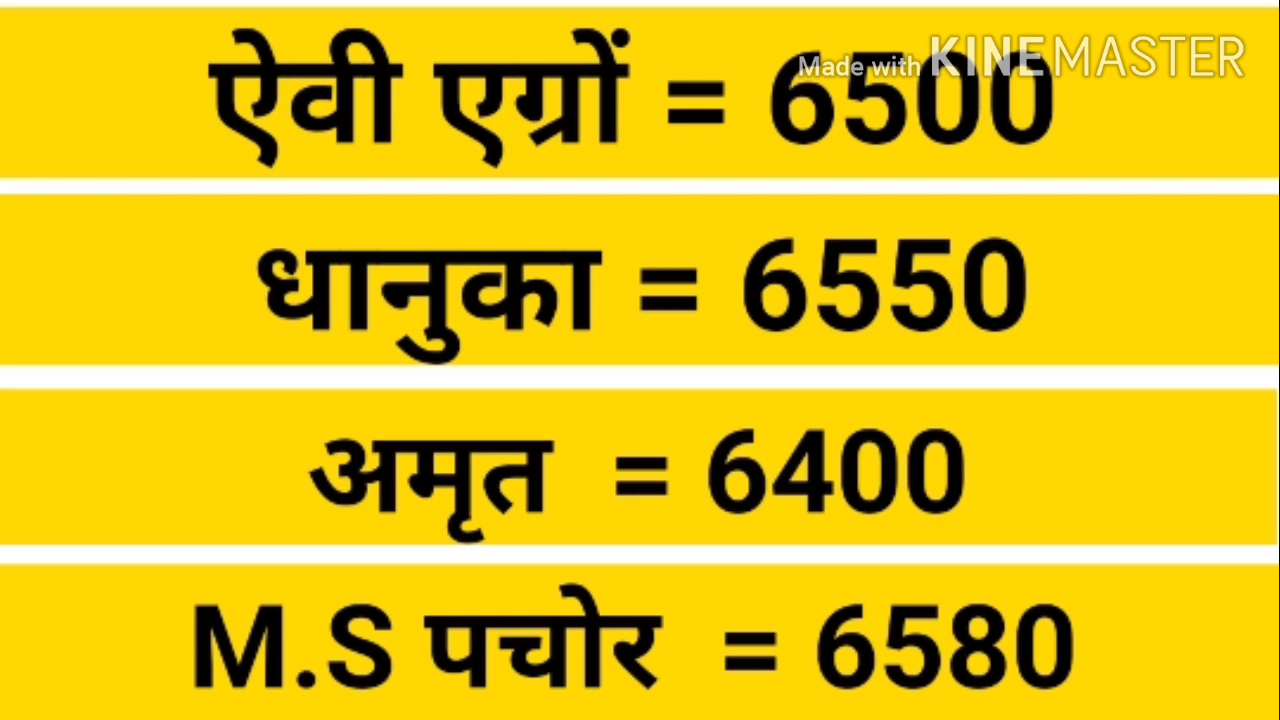 ऐवी एग्रों = 6500
Made with KINEMASTER
धानुका = 6550
अमृत = 6400
M.S पचोर = 6580